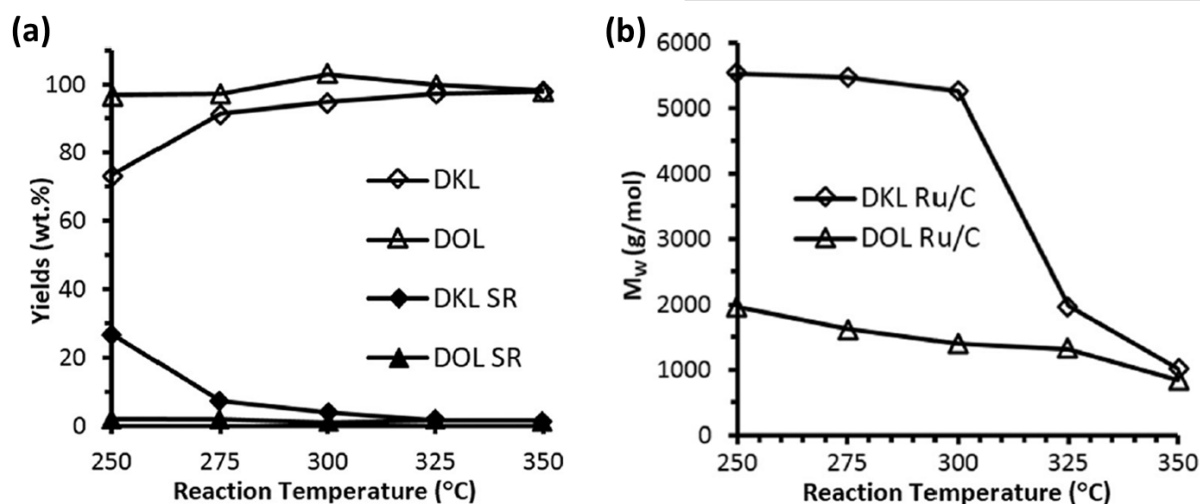 (a)
Yields (wt.%)
100
80
60
40
20
0
250 275 300 325 350
Reaction Temperature (°C)
DKL
DOL
DKL SR
DOL SR
(b)
Mw (g/mol)
6000
5000
4000
3000
2000
1000
0
250 275 300 325 350
Reaction Temperature (°C)
DKL Ru/C
DOL Ru/C